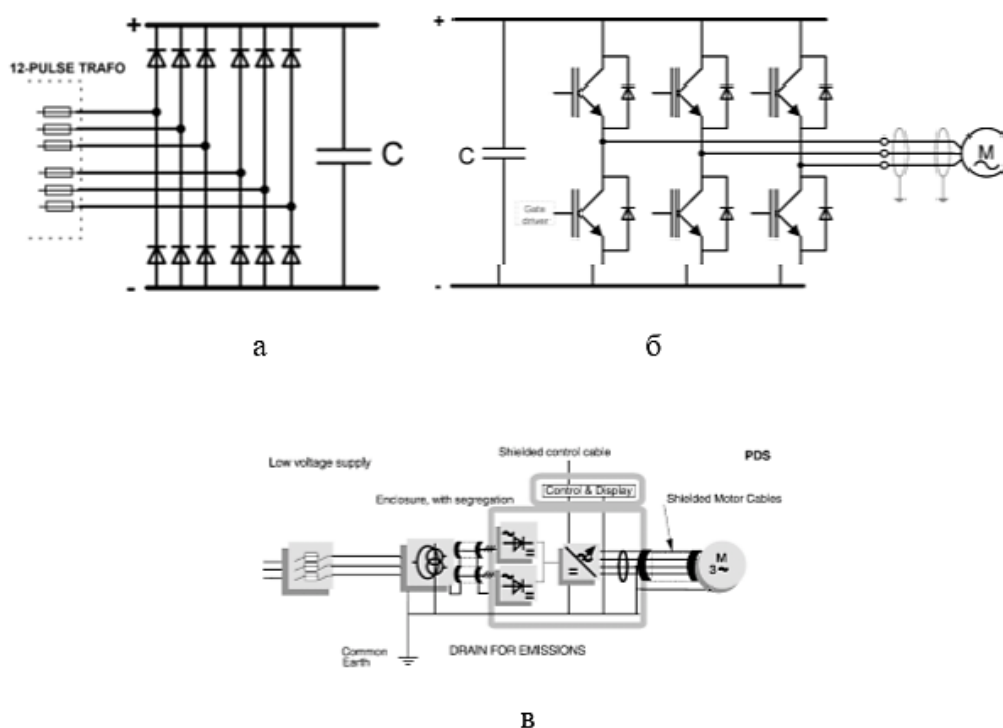 +
12-PULSE TRAFO
C
-
а
+
C
Gate
driver
M
-
б
Shielded control cable
PDS
Low voltage supply
Control & Display
Enclosure, with segregation
Shielded Motor Cables
M
3~
Common
Earth
DRAIN FOR EMISSIONS
в